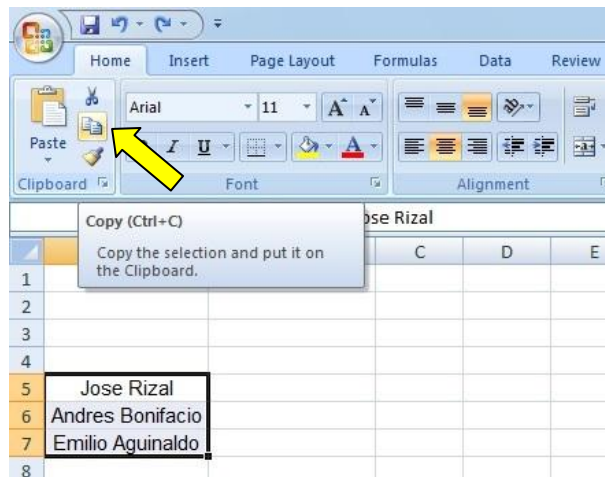 Home Insert Page Layout Formulas Data Review
Arial 11 A A
Paste I U A
Clipboard Font Alignment
Jose Rizal
Copy (Ctrl+C)
Copy the selection and put it on
the Clipboard.
C D E
1
2
3
4
5 Jose Rizal
6 Andres Bonifacio
7 Emilio Aguinaldo
8